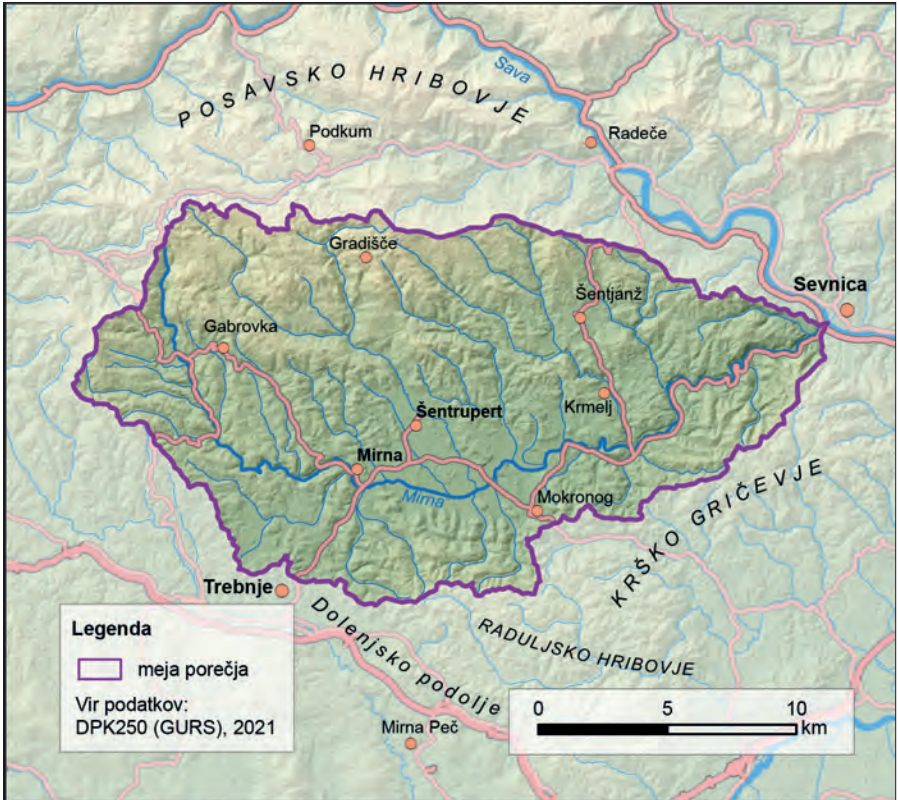 POSAVSKO HRIBOVJE
Sava
Podkum
Radeče
Gradišče
Šentjanž
Sevnica
Gabrovka
Krmelj
Šentrupert
Mirna
Mirna
Mokronog
KRŠKO GRIČEVJE
Trebnje
Dolenjsko podolje
RADULJSKO HRIBOVJE
Mirna Peč
Legenda
meja porečja
Vir podatkov:
DPK250 (GURS), 2021
0 5 10
km